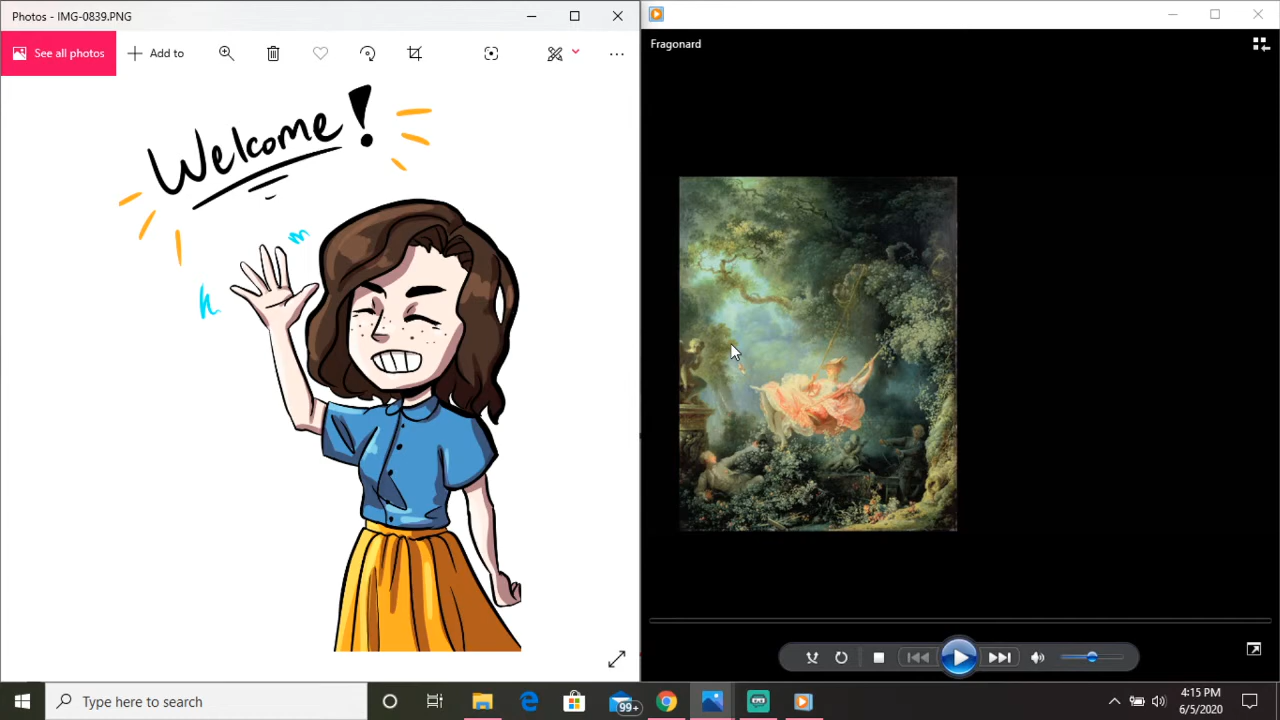 Photos - IMG-0839.PNG
See all photos
Add to
Welcome!
m
h
Fragonard
Type here to search
99+
4:15 PM
6/5/2020